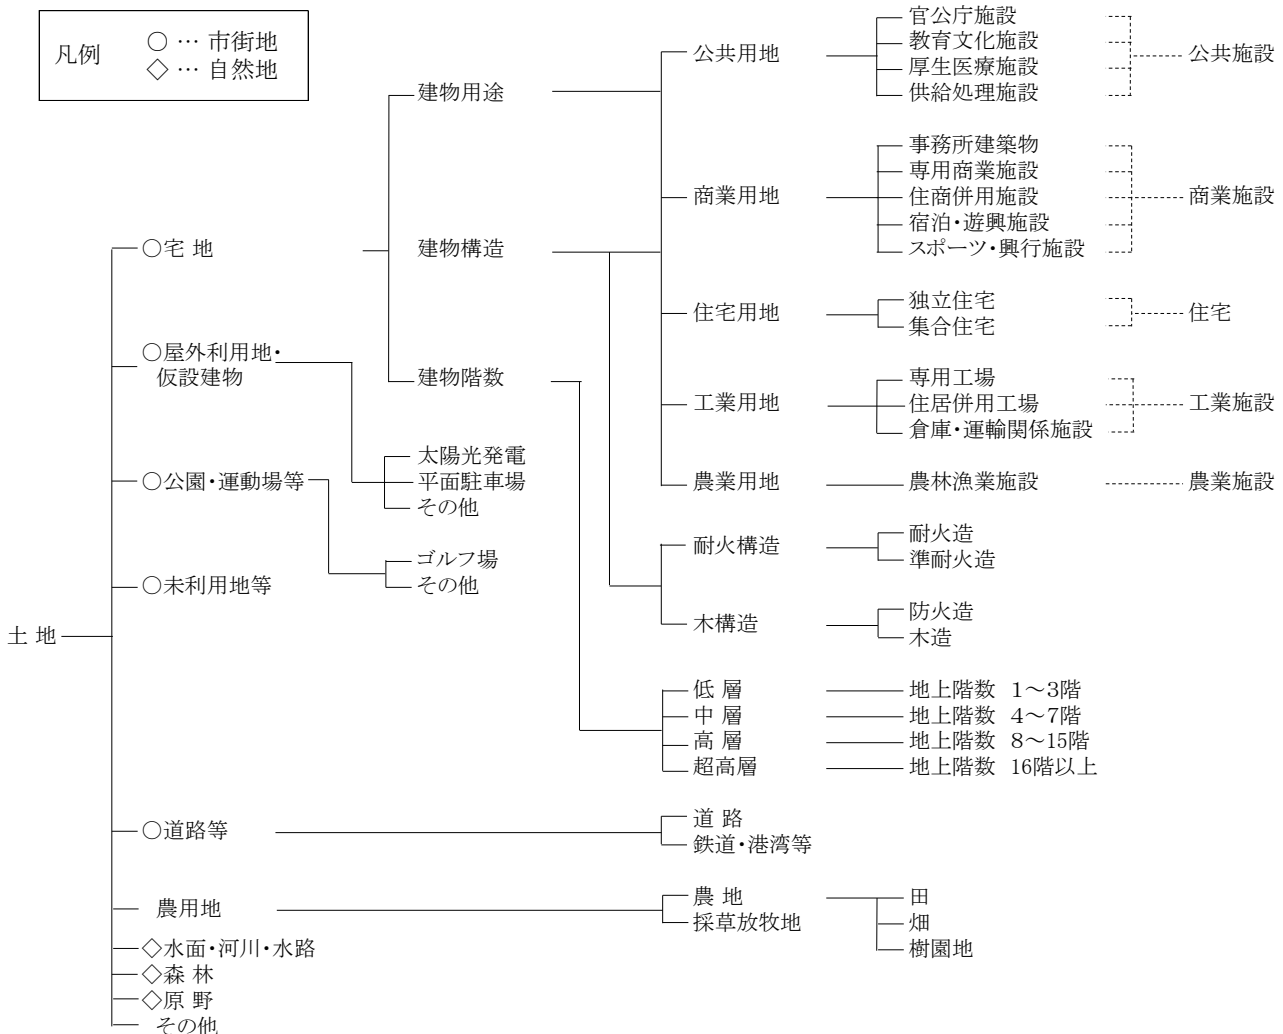 凡例
○ … 市街地
◇ … 自然地
土 地
○宅 地
○屋外利用地・
仮設建物
○公園・運動場等
○未利用地等
○道路等
農用地
◇水面・河川・水路
◇森 林
◇原 野
その他
建物用途
建物構造
建物階数
太陽光発電
平面駐車場
その他
ゴルフ場
その他
公共用地
商業用地
住宅用地
工業用地
農業用地
耐火構造
木構造
低 層
中 層
高 層
超高層
道 路
鉄道・港湾等
農 地
採草放牧地
官公庁施設
教育文化施設
厚生医療施設
供給処理施設
事務所建築物
専用商業施設
住商併用施設
宿泊・遊興施設
スポーツ・興行施設
独立住宅
集合住宅
専用工場
住居併用工場
倉庫・運輸関係施設
農林漁業施設
耐火造
準耐火造
防火造
木造
地上階数 1～3階
地上階数 4～7階
地上階数 8～15階
地上階数 16階以上
田
畑
樹園地
公共施設
商業施設
住宅
工業施設
農業施設